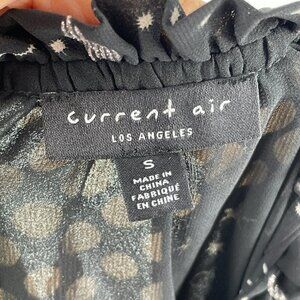 current air
LOS ANGELES
S
MADE IN
CHINA
FABRIQUÉ
EN CHINE